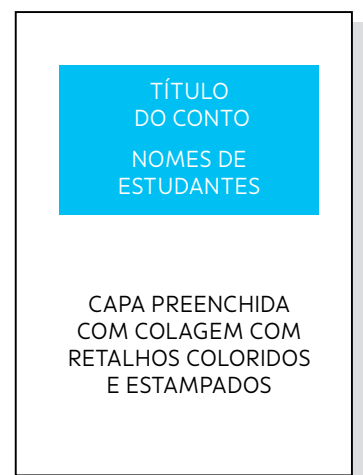 TÍTULO
DO CONTO
NOMES DE
ESTUDANTES
CAPA PREENCHIDA
COM COLAGEM COM
RETALHOS COLORIDOS
E ESTAMPADOS